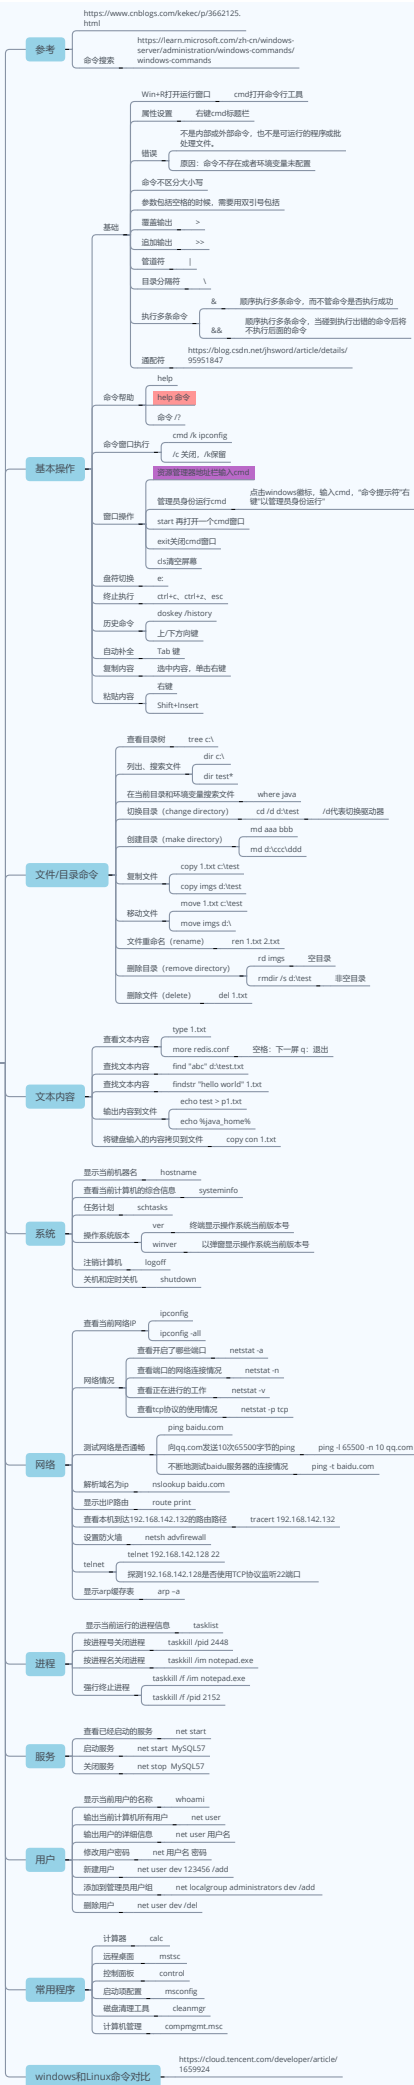 参考
https://www.cnblogs.com/kekec/p/3662125.
html
命令搜索
https://learn.microsoft.com/zh-cn/windows-
server/administration/windows-commands/
windows-commands
基本操作
基础
Win+R打开运行窗口 cmd打开命令行工具
属性设置 右键cmd标题栏
错误
不是内部或外部命令，也不是可运行的程序或批
处理文件。
原因：命令不存在或者环境变量未配置
命令不区分大小写
参数包括空格的时候，需要用双引号包括
覆盖输出 >
追加输出 >>
管道符 |
目录分隔符 \
执行多条命令
& 顺序执行多条命令，而不管命令是否执行成功
&& 顺序执行多条命令，当碰到执行出错的命令后将
不执行后面的命令
通配符
https://blog.csdn.net/jhsword/article/details/
95951847
命令帮助
help
help 命令
命令 /?
命令窗口执行
cmd /k ipconfig
/c 关闭，/k保留
窗口操作
资源管理器地址栏输入cmd
管理员身份运行cmd
点击windows徽标，输入cmd，“命令提示符”右
键“以管理员身份运行”
start 再打开一个cmd窗口
exit关闭cmd窗口
cls清空屏幕
盘符切换 e:
终止执行 ctrl+c、ctrl+z、esc
历史命令
doskey /history
上/下方向键
自动补全 Tab 键
复制内容 选中内容，单击右键
粘贴内容
右键
Shift+Insert
文件/目录命令
查看目录树 tree c:\
列出、搜索文件
dir c:\
dir test*
在当前目录和环境变量搜索文件 where java
切换目录（change directory） cd /d d:\test /d代表切换驱动器
创建目录（make directory）
md aaa bbb
md d:\ccc\ddd
复制文件
copy 1.txt c:\test
copy imgs d:\test
移动文件
move 1.txt c:\test
move imgs d:\
文件重命名（rename） ren 1.txt 2.txt
删除目录（remove directory）
rd imgs 空目录
rmdir /s d:\test 非空目录
删除文件（delete） del 1.txt
文本内容
查看文本内容
type 1.txt
more redis.conf 空格：下一屏 q：退出
查找文本内容 find "abc" d:\test.txt
查找文本内容 findstr "hello world" 1.txt
输出内容到文件
echo test > p1.txt
echo %java_home%
将键盘输入的内容拷贝到文件 copy con 1.txt
系统
显示当前机器名 hostname
查看当前计算机的综合信息 systeminfo
任务计划 schtasks
操作系统版本
ver 终端显示操作系统当前版本号
winver 以弹窗显示操作系统当前版本号
注销计算机 logoff
关机和定时关机 shutdown
网络
查看当前网络IP
ipconfig
ipconfig -all
网络情况
查看开启了哪些端口 netstat -a
查看端口的网络连接情况 netstat -n
查看正在进行的工作 netstat -v
查看tcp协议的使用情况 netstat -p tcp
测试网络是否通畅
ping baidu.com
向qq.com发送10次65500字节的ping ping -l 65500 -n 10 qq.com
不断地测试baidu服务器的连接情况 ping -t baidu.com
解析域名为ip nslookup baidu.com
显示出IP路由 route print
查看本机到达192.168.142.132的路由路径 tracert 192.168.142.132
设置防火墙 netsh advfirewall
telnet
telnet 192.168.142.128 22
探测192.168.142.128是否使用TCP协议监听22端口
显示arp缓存表 arp –a
进程
显示当前运行的进程信息 tasklist
按进程号关闭进程 taskkill /pid 2448
按进程名关闭进程 taskkill /im notepad.exe
强行终止进程
taskkill /f /im notepad.exe
taskkill /f /pid 2152
服务
查看已经启动的服务 net start
启动服务 net start MySQL57
关闭服务 net stop MySQL57
用户
显示当前用户的名称 whoami
输出当前计算机所有用户 net user
输出用户的详细信息 net user 用户名
修改用户密码 net 用户名 密码
新建用户 net user dev 123456 /add
添加到管理员用户组 net localgroup administrators dev /add
删除用户 net user dev /del
常用程序
计算器 calc
远程桌面 mstsc
控制面板 control
启动项配置 msconfig
磁盘清理工具 cleanmgr
计算机管理 compmgmt.msc
windows和Linux命令对比
https://cloud.tencent.com/developer/article/
1659924